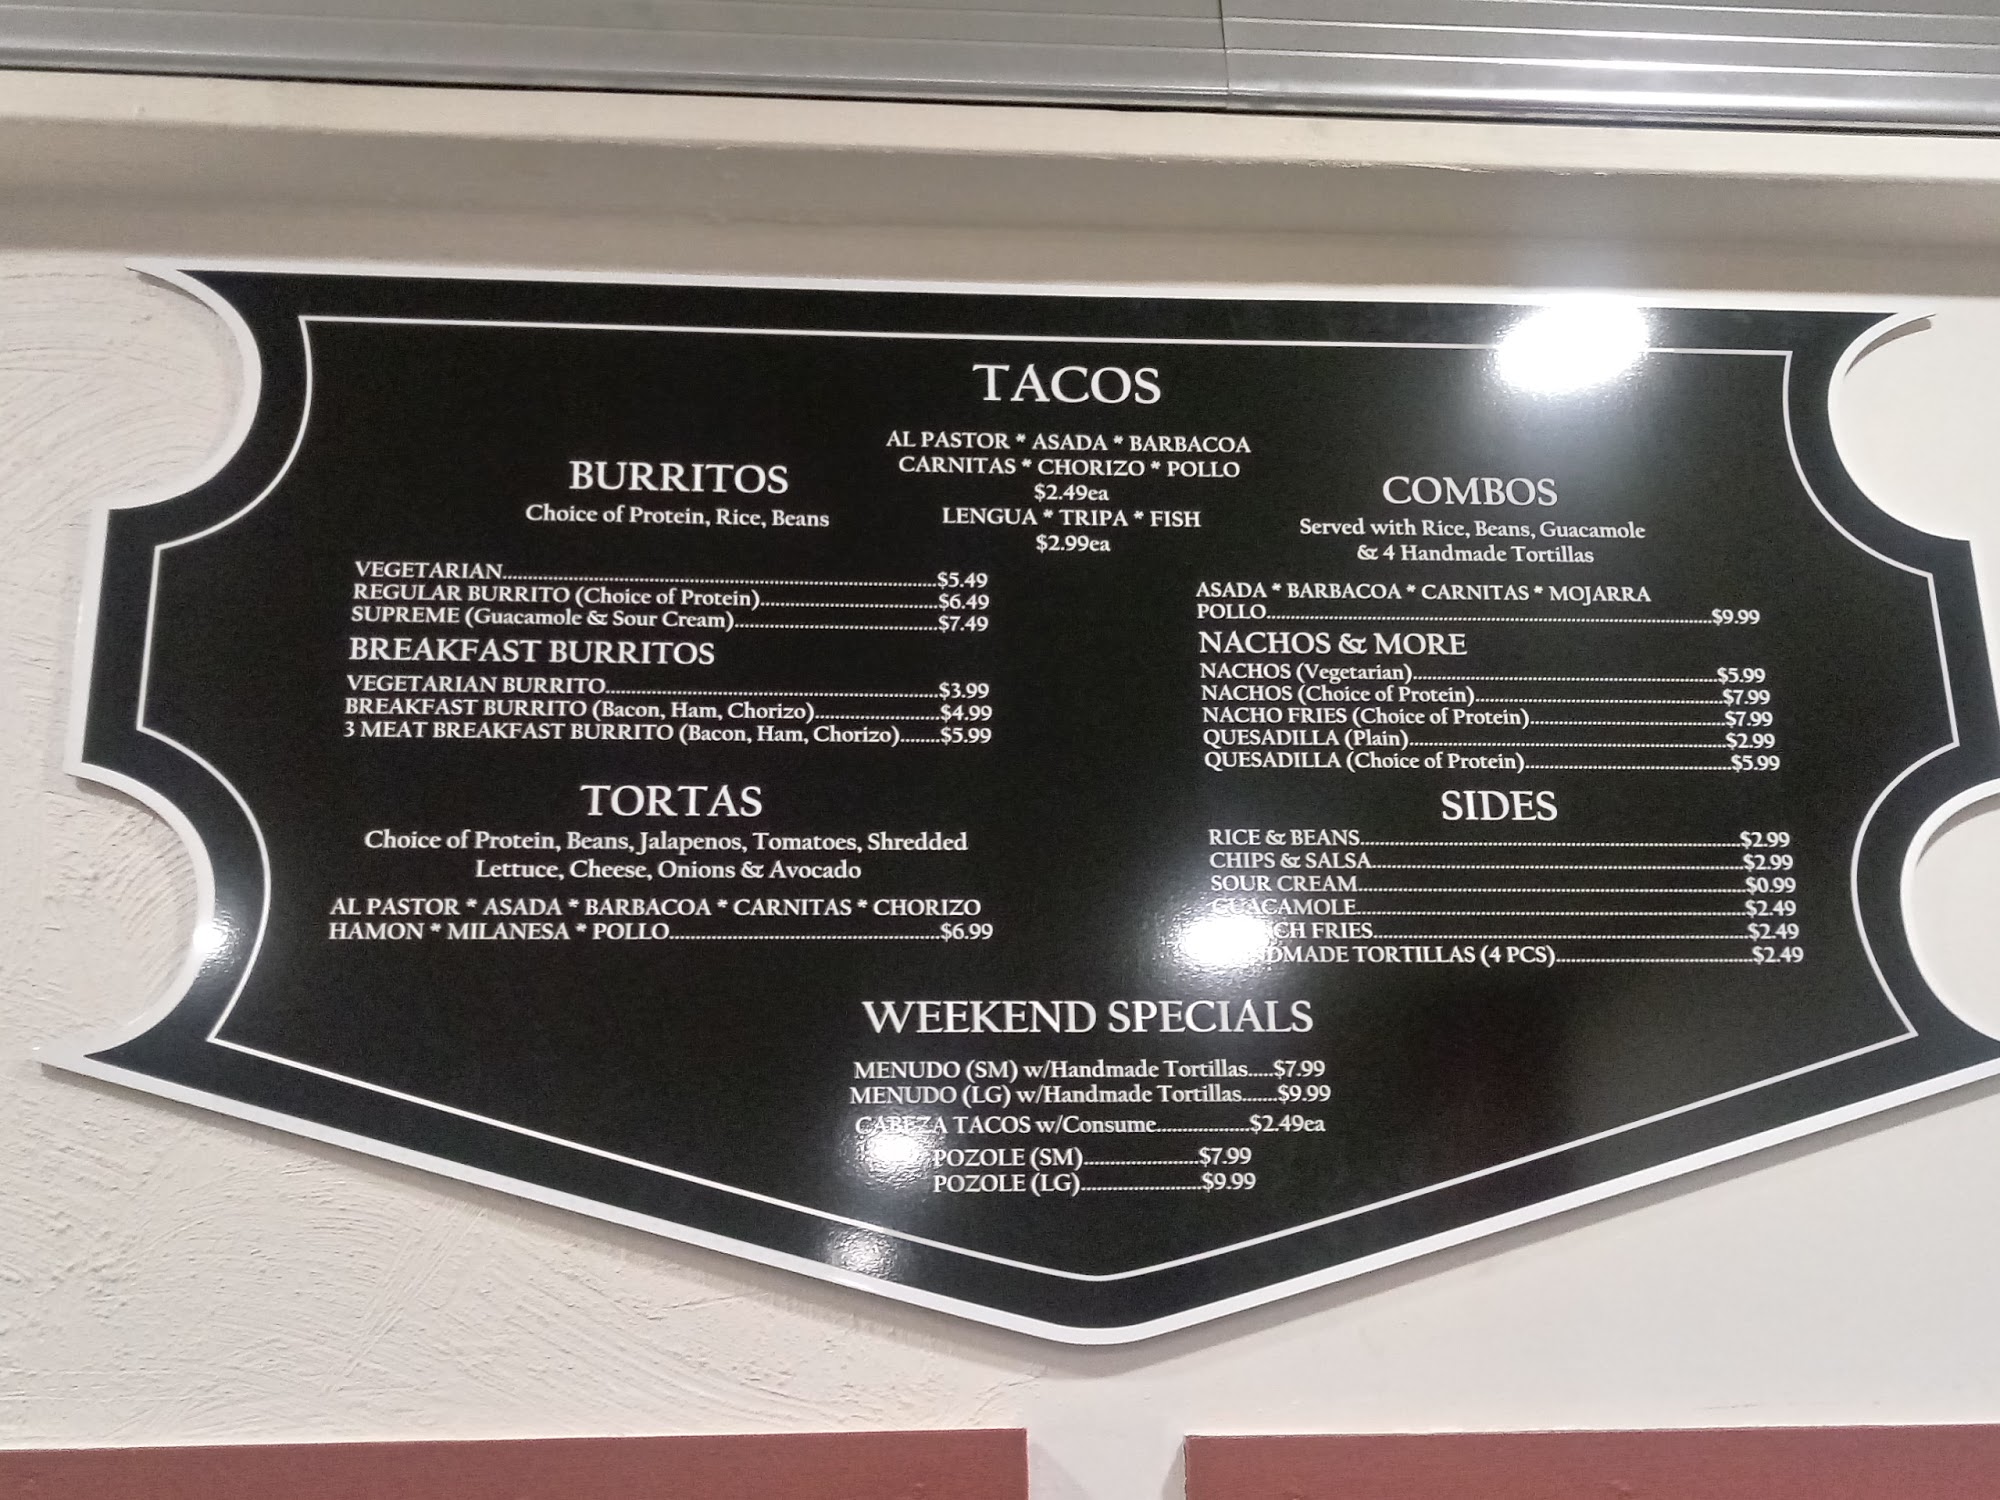 TACOS
AL PASTOR * ASADA * BARBACOA
CARNITAS * CHORIZO * POLLO
$2.49ea
LENGUA * TRIPA * FISH
$2.99ea
BURRITOS
Choice of Protein, Rice, Beans
VEGETARIAN..........$5.49
REGULAR BURRITO (Choice of Protein)..........$6.49
SUPREME (Guacamole & Sour Cream)..........$7.49
BREAKFAST BURRITOS
VEGETARIAN BURRITO..........$3.99
BREAKFAST BURRITO (Bacon, Ham, Chorizo)..........$4.99
3 MEAT BREAKFAST BURRITO (Bacon, Ham, Chorizo)........$5.99
TORTAS
Choice of Protein, Beans, Jalapenos, Tomatoes, Shredded
Lettuce, Cheese, Onions & Avocado
AL PASTOR * ASADA * BARBACOA * CARNITAS * CHORIZO
HAMON * MILANESA * POLLO..........$6.99
COMBOS
Served with Rice, Beans, Guacamole
& 4 Handmade Tortillas
ASADA * BARBACOA * CARNITAS * MOJARRA
POLLO..........$9.99
NACHOS & MORE
NACHOS (Vegetarian)..........$5.99
NACHOS (Choice of Protein)..........$7.99
NACHO FRIES (Choice of Protein)..........$7.99
QUESADILLA (Plain)..........$2.99
QUESADILLA (Choice of Protein)..........$5.99
SIDES
RICE & BEANS..........$2.99
CHIPS & SALSA..........$2.99
SOUR CREAM..........$0.99
GUACAMOLE..........$2.49
CH FRIES..........$2.49
DMADE TORTILLAS (4 PCS)..........$2.49
WEEKEND SPECIALS
MENUDO (SM) w/Handmade Tortillas.....$7.99
MENUDO (LG) w/Handmade Tortillas.......$9.99
CABEZA TACOS w/Consume..........$2.49ea
POZOLE (SM)..........$7.99
POZOLE (LG)..........$9.99